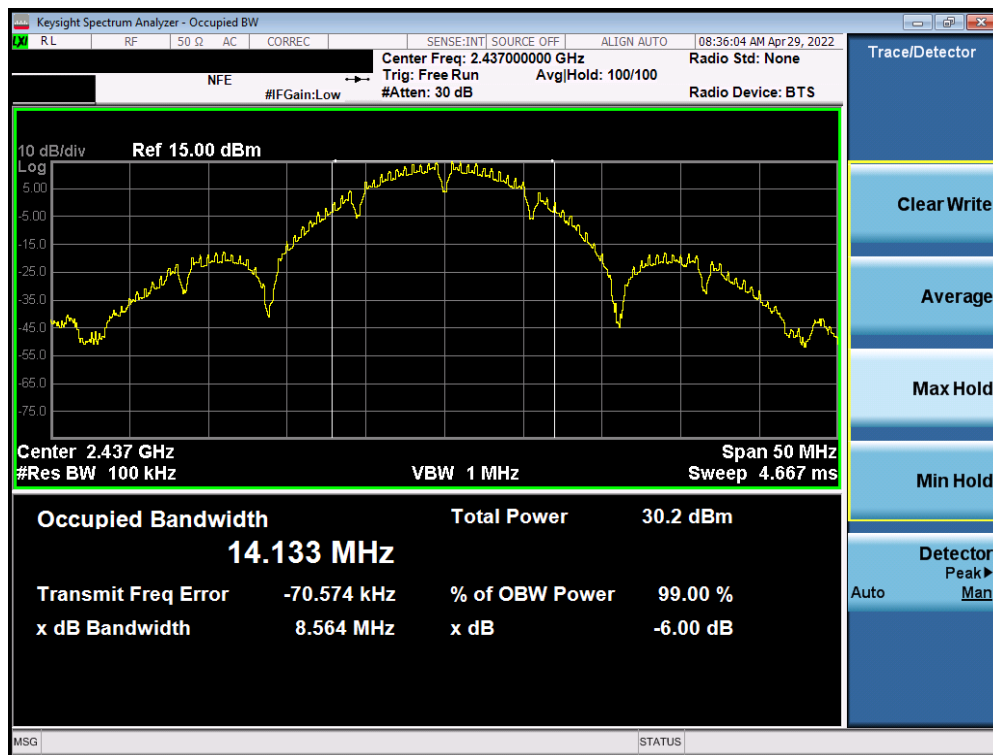 Keysight Spectrum Analyzer - Occupied BW
LXI RL RF 50 Ω AC CORREC SENSE:INT SOURCE OFF ALIGN AUTO 08:36:04 AM Apr 29, 2022
Center Freq: 2.437000000 GHz Radio Std: None
NFE Trig: Free Run Avg|Hold: 100/100
#IFGain:Low #Atten: 30 dB Radio Device: BTS
10 dB/div Ref 15.00 dBm
Log
5.00
-5.00
-15.0
-25.0
-35.0
-45.0
-55.0
-65.0
-75.0
Center 2.437 GHz Span 50 MHz
#Res BW 100 kHz VBW 1 MHz Sweep 4.667 ms
Occupied Bandwidth Total Power 30.2 dBm
14.133 MHz
Transmit Freq Error -70.574 kHz % of OBW Power 99.00 %
x dB Bandwidth 8.564 MHz x dB -6.00 dB
MSG STATUS
Trace/Detector
Clear Write
Average
Max Hold
Min Hold
Detector
Peak▶
Auto Man